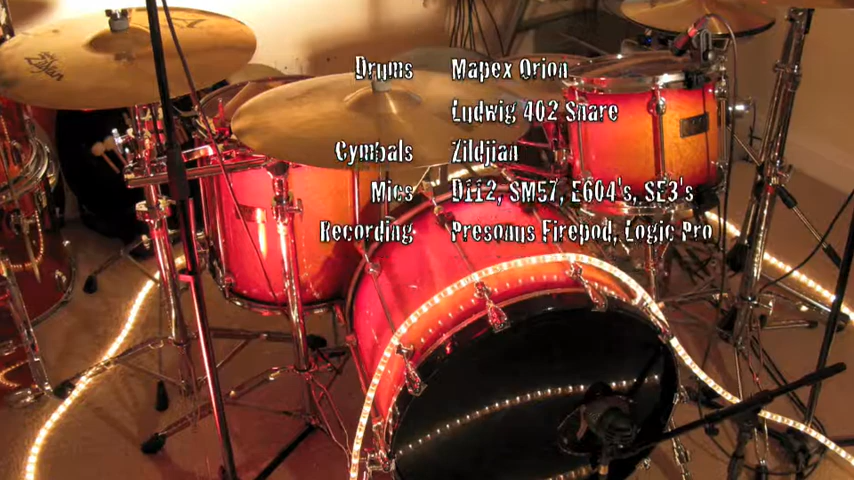 Drums Mapex Orion
Ludwig 402 Snare
Cymbals Zildjian
Mics D112, SM57, E604's, SE3's
Recording Presonus Firepod, Logic Pro
Zildjian